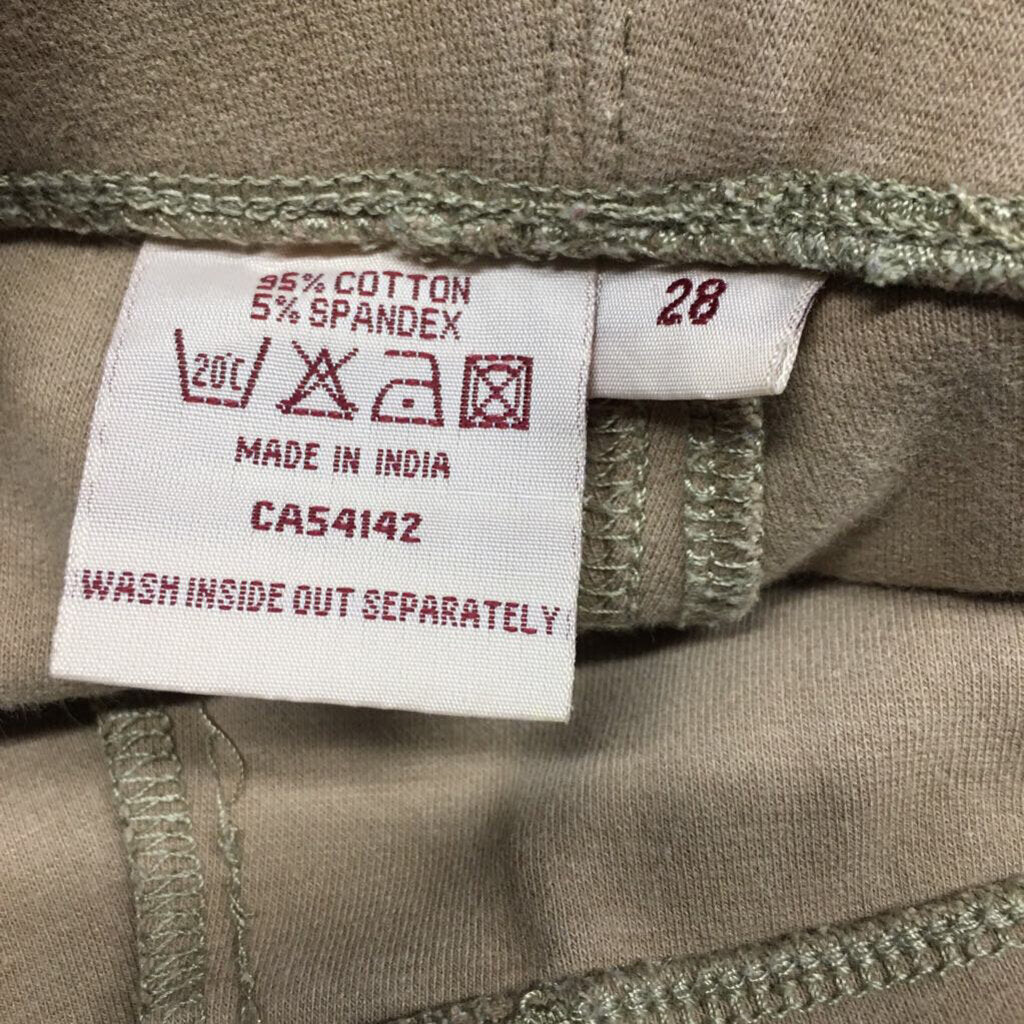 95% COTTON
5% SPANDEX
20°C
MADE IN INDIA
CA54142
WASH INSIDE OUT SEPARATELY
28